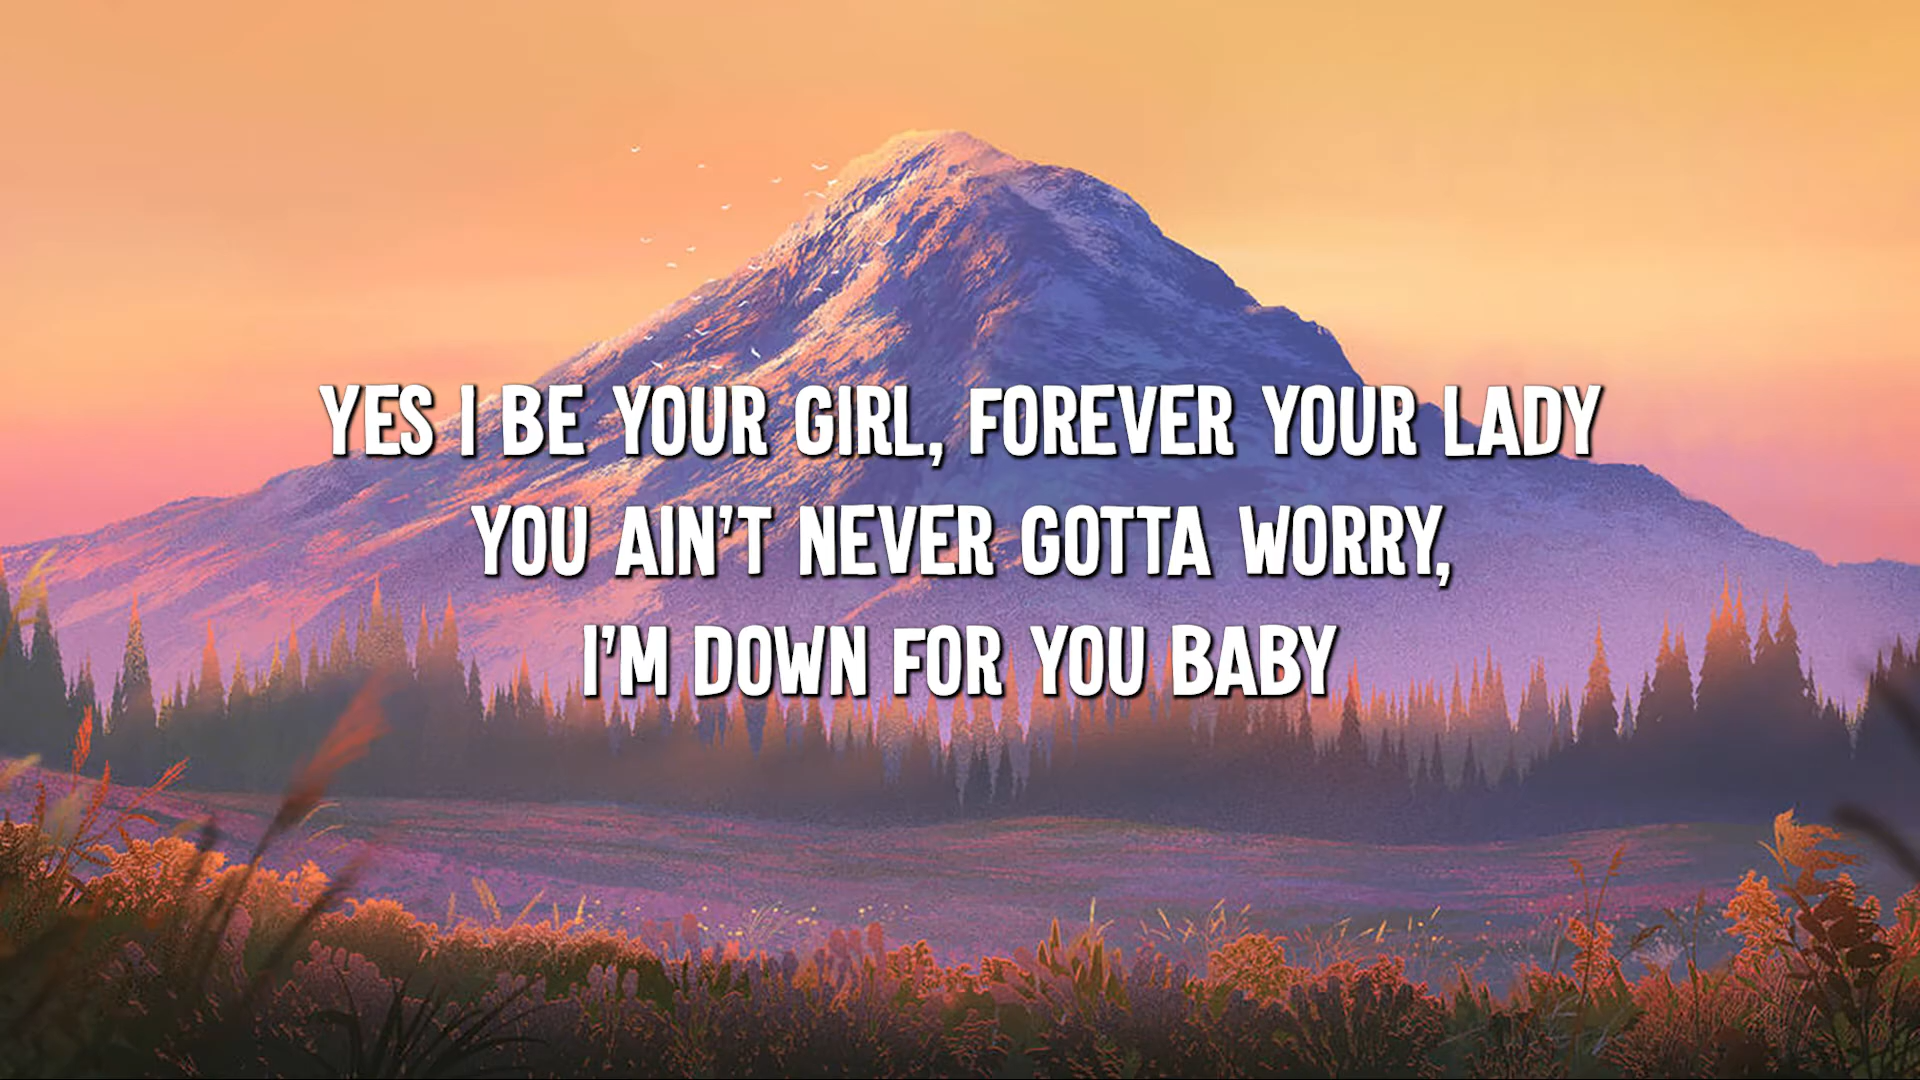 YES I BE YOUR GIRL, FOREVER YOUR LADY
YOU AIN'T NEVER GOTTA WORRY,
I'M DOWN FOR YOU BABY